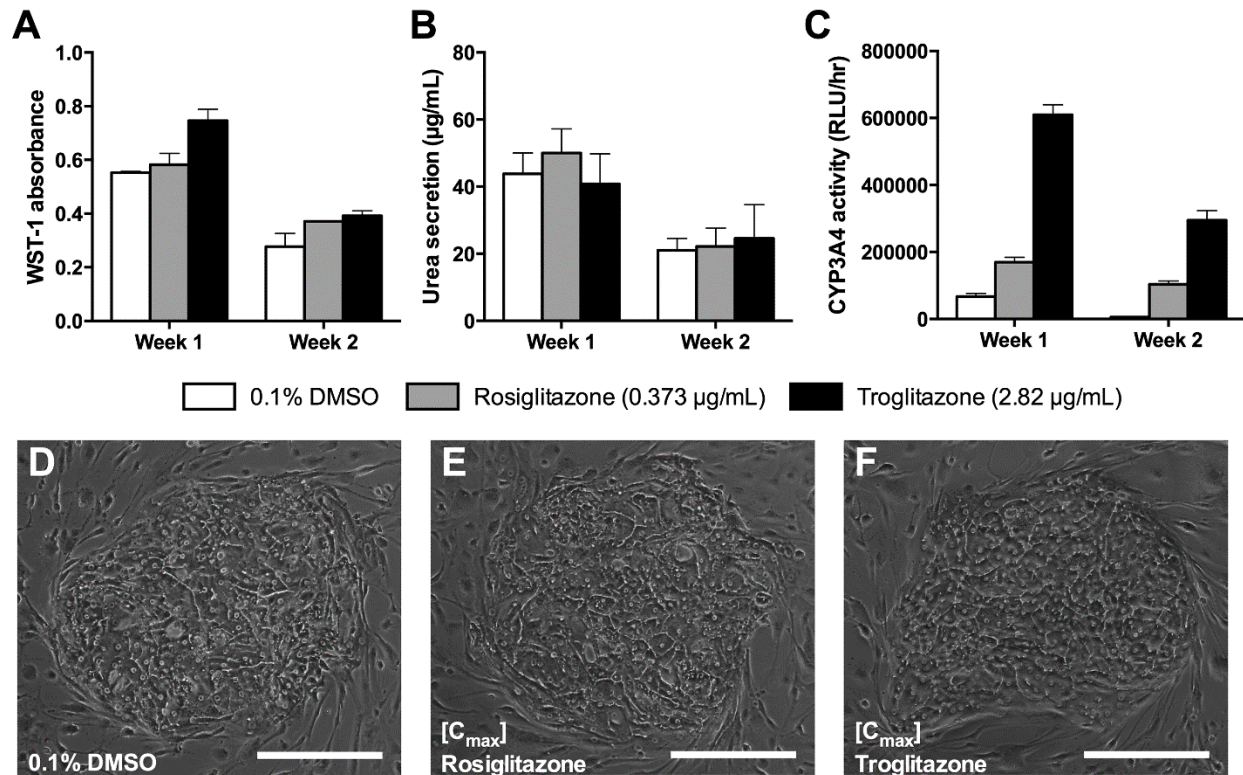 A
WST-1 absorbance
1.0
0.8
0.6
0.4
0.2
0.0
Week 1 Week 2
B
Urea secretion (µg/mL)
80
60
40
20
0
Week 1 Week 2
C
CYP3A4 activity (RLU/hr)
800000
600000
400000
200000
0
Week 1 Week 2
0.1% DMSO Rosiglitazone (0.373 µg/mL) Troglitazone (2.82 µg/mL)
D
0.1% DMSO
E
[Cmax]
Rosiglitazone
F
[Cmax]
Troglitazone